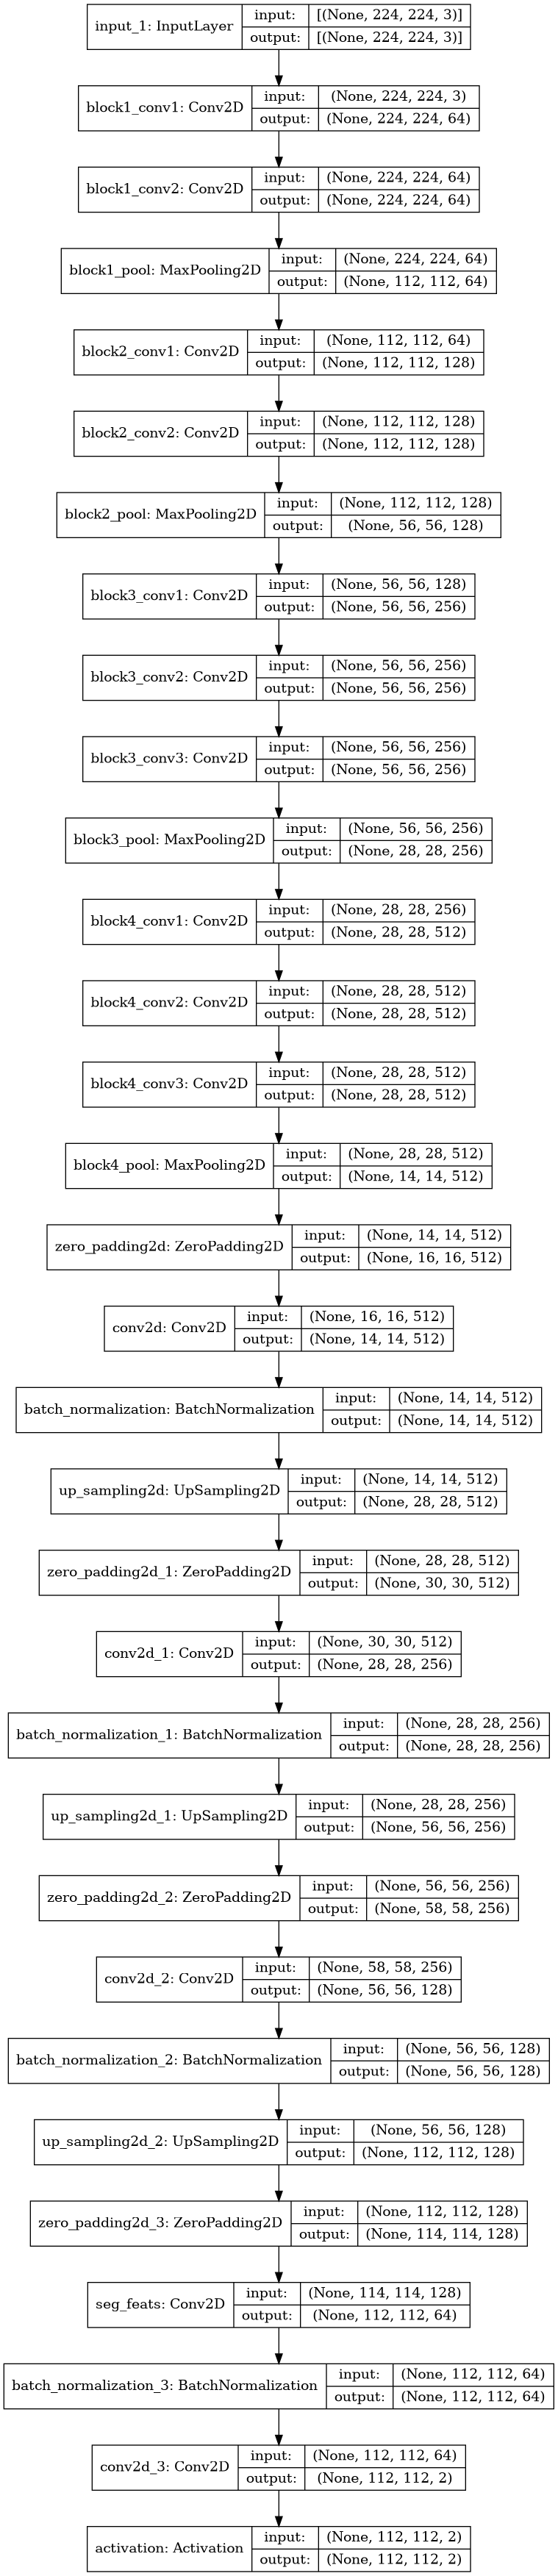 input_1: InputLayer
input: [(None, 224, 224, 3)]
output: [(None, 224, 224, 3)]
block1_conv1: Conv2D
input: (None, 224, 224, 3)
output: (None, 224, 224, 64)
block1_conv2: Conv2D
input: (None, 224, 224, 64)
output: (None, 224, 224, 64)
block1_pool: MaxPooling2D
input: (None, 224, 224, 64)
output: (None, 112, 112, 64)
block2_conv1: Conv2D
input: (None, 112, 112, 64)
output: (None, 112, 112, 128)
block2_conv2: Conv2D
input: (None, 112, 112, 128)
output: (None, 112, 112, 128)
block2_pool: MaxPooling2D
input: (None, 112, 112, 128)
output: (None, 56, 56, 128)
block3_conv1: Conv2D
input: (None, 56, 56, 128)
output: (None, 56, 56, 256)
block3_conv2: Conv2D
input: (None, 56, 56, 256)
output: (None, 56, 56, 256)
block3_conv3: Conv2D
input: (None, 56, 56, 256)
output: (None, 56, 56, 256)
block3_pool: MaxPooling2D
input: (None, 56, 56, 256)
output: (None, 28, 28, 256)
block4_conv1: Conv2D
input: (None, 28, 28, 256)
output: (None, 28, 28, 512)
block4_conv2: Conv2D
input: (None, 28, 28, 512)
output: (None, 28, 28, 512)
block4_conv3: Conv2D
input: (None, 28, 28, 512)
output: (None, 28, 28, 512)
block4_pool: MaxPooling2D
input: (None, 28, 28, 512)
output: (None, 14, 14, 512)
zero_padding2d: ZeroPadding2D
input: (None, 14, 14, 512)
output: (None, 16, 16, 512)
conv2d: Conv2D
input: (None, 16, 16, 512)
output: (None, 14, 14, 512)
batch_normalization: BatchNormalization
input: (None, 14, 14, 512)
output: (None, 14, 14, 512)
up_sampling2d: UpSampling2D
input: (None, 14, 14, 512)
output: (None, 28, 28, 512)
zero_padding2d_1: ZeroPadding2D
input: (None, 28, 28, 512)
output: (None, 30, 30, 512)
conv2d_1: Conv2D
input: (None, 30, 30, 512)
output: (None, 28, 28, 256)
batch_normalization_1: BatchNormalization
input: (None, 28, 28, 256)
output: (None, 28, 28, 256)
up_sampling2d_1: UpSampling2D
input: (None, 28, 28, 256)
output: (None, 56, 56, 256)
zero_padding2d_2: ZeroPadding2D
input: (None, 56, 56, 256)
output: (None, 58, 58, 256)
conv2d_2: Conv2D
input: (None, 58, 58, 256)
output: (None, 56, 56, 128)
batch_normalization_2: BatchNormalization
input: (None, 56, 56, 128)
output: (None, 56, 56, 128)
up_sampling2d_2: UpSampling2D
input: (None, 56, 56, 128)
output: (None, 112, 112, 128)
zero_padding2d_3: ZeroPadding2D
input: (None, 112, 112, 128)
output: (None, 114, 114, 128)
seg_feats: Conv2D
input: (None, 114, 114, 128)
output: (None, 112, 112, 64)
batch_normalization_3: BatchNormalization
input: (None, 112, 112, 64)
output: (None, 112, 112, 64)
conv2d_3: Conv2D
input: (None, 112, 112, 64)
output: (None, 112, 112, 2)
activation: Activation
input: (None, 112, 112, 2)
output: (None, 112, 112, 2)